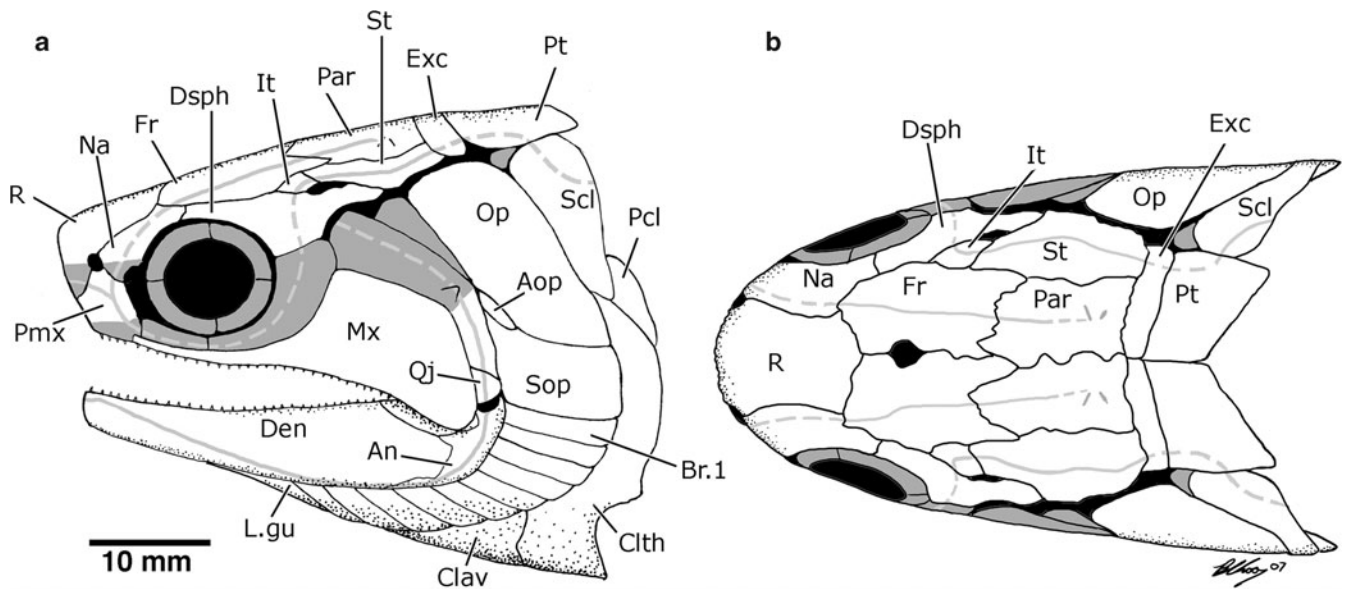 a
St
Exc
Pt
Par
It
Dsph
Fr
Na
R
Op
Scl
Pcl
Aop
Pmx
Mx
Qj
Sop
Den
An
Br.1
L.gu
Clth
Clav
10 mm
b
Dsph
It
Exc
Op
Scl
St
Na
Fr
Par
Pt
R
07